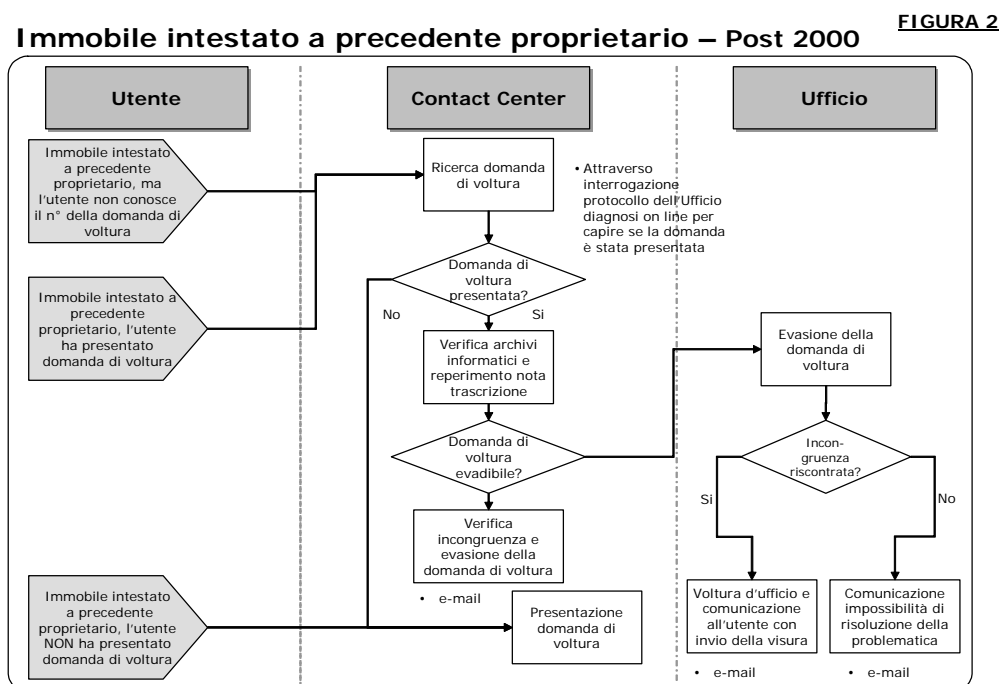 FIGURA 2
Immobile intestato a precedente proprietario – Post 2000
Utente
Contact Center
Ufficio
Immobile intestato
a precedente
proprietario, ma
l'utente non conosce
il n° della domanda di
voltura
Ricerca domanda
di voltura
• Attraverso
interrogazione
protocollo dell'Ufficio
diagnosi on line per
capire se la domanda
è stata presentata
Domanda di
voltura
presentata?
Immobile intestato a
precedente
proprietario, l'utente
ha presentato
domanda di voltura
No
Si
Verifica archivi
informatici e
reperimento nota
trascrizione
Evasione della
domanda di
voltura
Domanda di
voltura
evadibile?
Incon-
gruenza
riscontrata?
Si
No
Verifica
incongruenza e
evasione della
domanda di voltura
• e-mail
Immobile intestato
a precedente
proprietario, l'utente
NON ha presentato
domanda di voltura
Presentazione
domanda di
voltura
Voltura d'ufficio e
comunicazione
all'utente con
invio della visura
• e-mail
Comunicazione
impossibilità di
risoluzione della
problematica
• e-mail